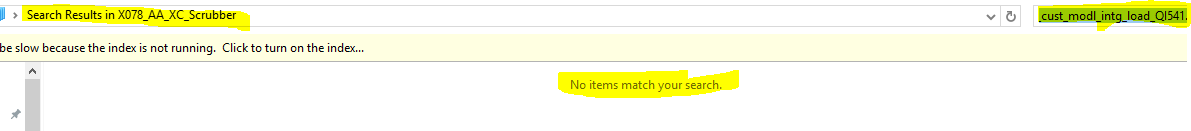 Search Results in X078_AA_XC_Scrubber
_cust_modl_intg_load_QI541.
be slow because the index is not running. Click to turn on the index...
No items match your search.